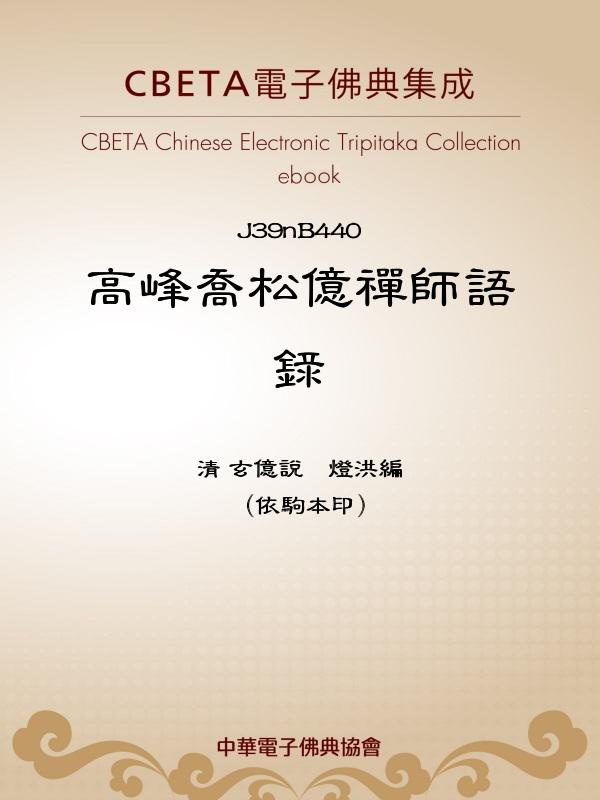 CBETA電子佛典集成
CBETA Chinese Electronic Tripitaka Collection
ebook
J39nB440
高峰喬松億禪師語
錄
清 玄億說　燈洪編
（依駒本印）
中華電子佛典協會